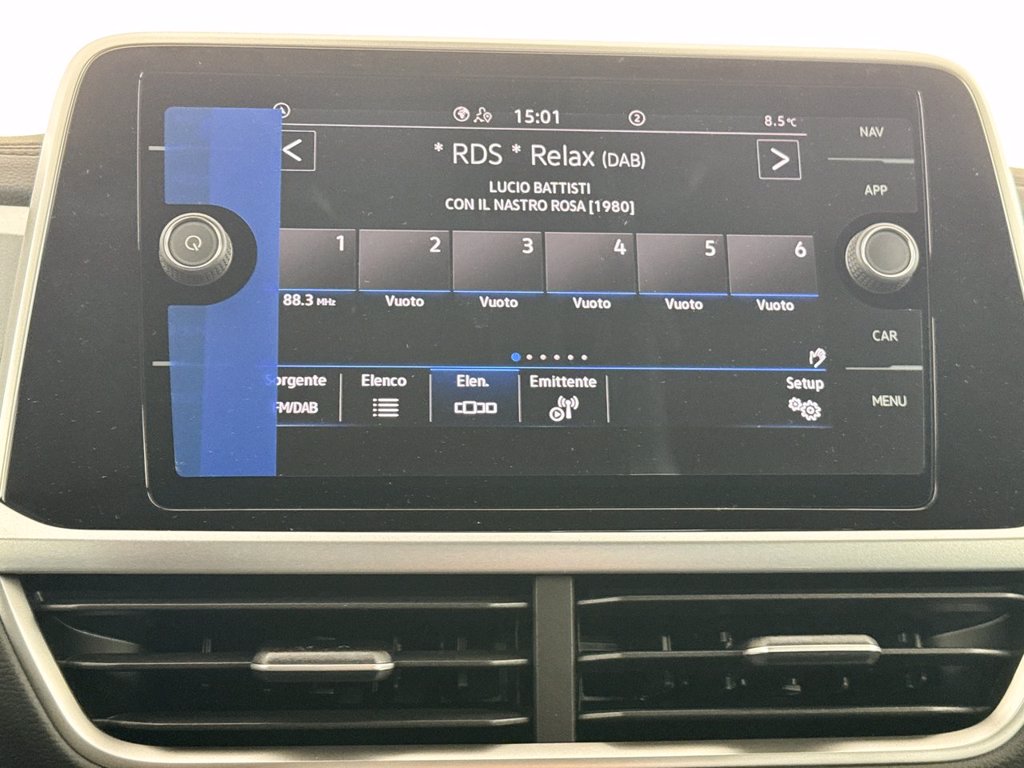 15:01
2
8.5°C
NAV
< * RDS * Relax (DAB) >
APP
LUCIO BATTISTI
CON IL NASTRO ROSA [1980]
1 2 3 4 5 6
88.3 MHz Vuoto Vuoto Vuoto Vuoto Vuoto
CAR
orgente Elenco Elen. Emittente Setup
FM/DAB
MENU